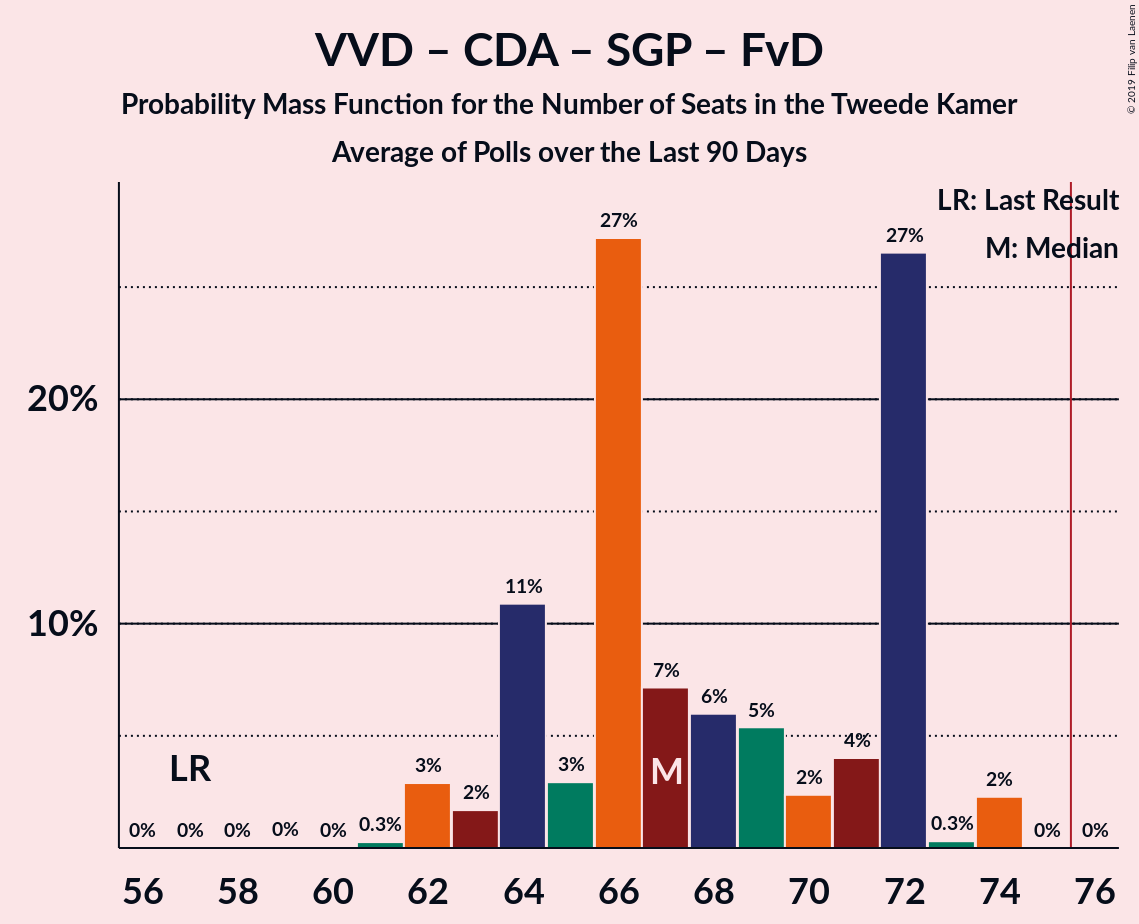 VVD – CDA – SGP – FvD
Probability Mass Function for the Number of Seats in the Tweede Kamer
Average of Polls over the Last 90 Days
© 2019 Filip van Laenen
LR: Last Result
M: Median
20%
10%
0% 0% 0% 0% 0% 0.3% 3% 2% 11% 3% 27% 7% 6% 5% 2% 4% 27% 0.3% 2% 0% 0%
LR
M
56 58 60 62 64 66 68 70 72 74 76